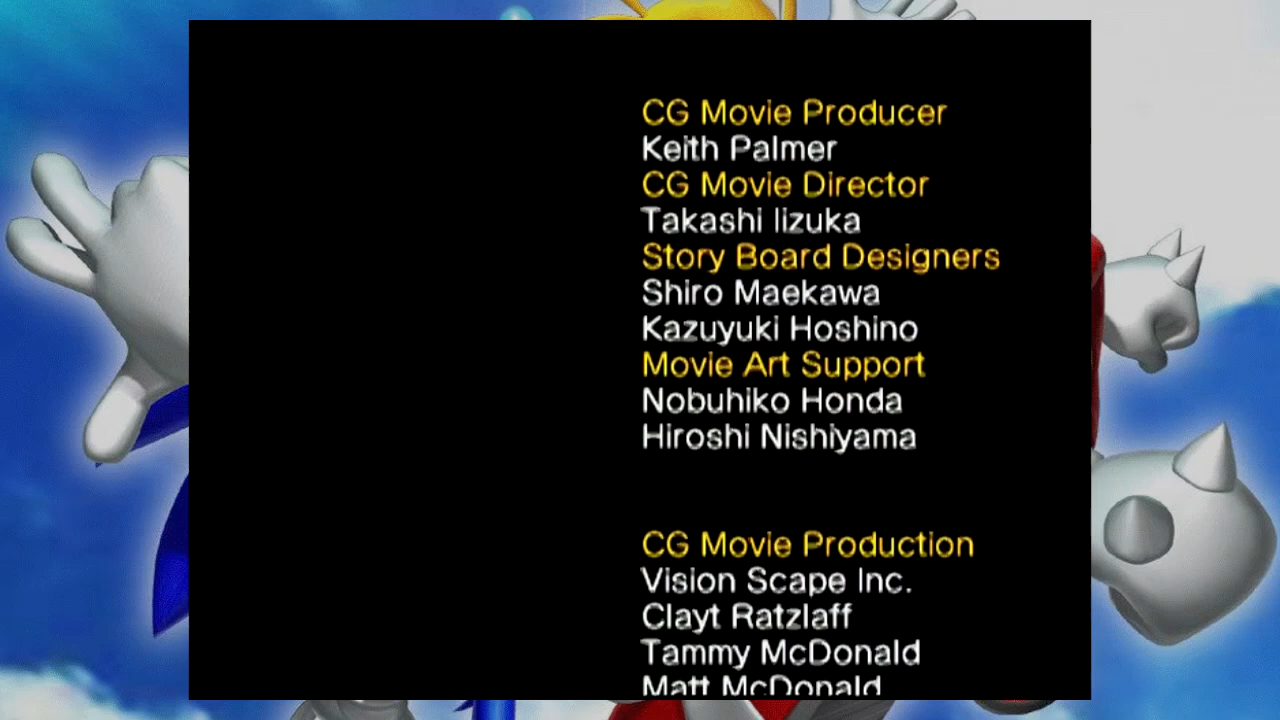 CG Movie Producer
Keith Palmer
CG Movie Director
Takashi Iizuka
Story Board Designers
Shiro Maekawa
Kazuyuki Hoshino
Movie Art Support
Nobuhiko Honda
Hiroshi Nishiyama
CG Movie Production
Vision Scape Inc.
Clayt Ratzlaff
Tammy McDonald
Matt McDonald